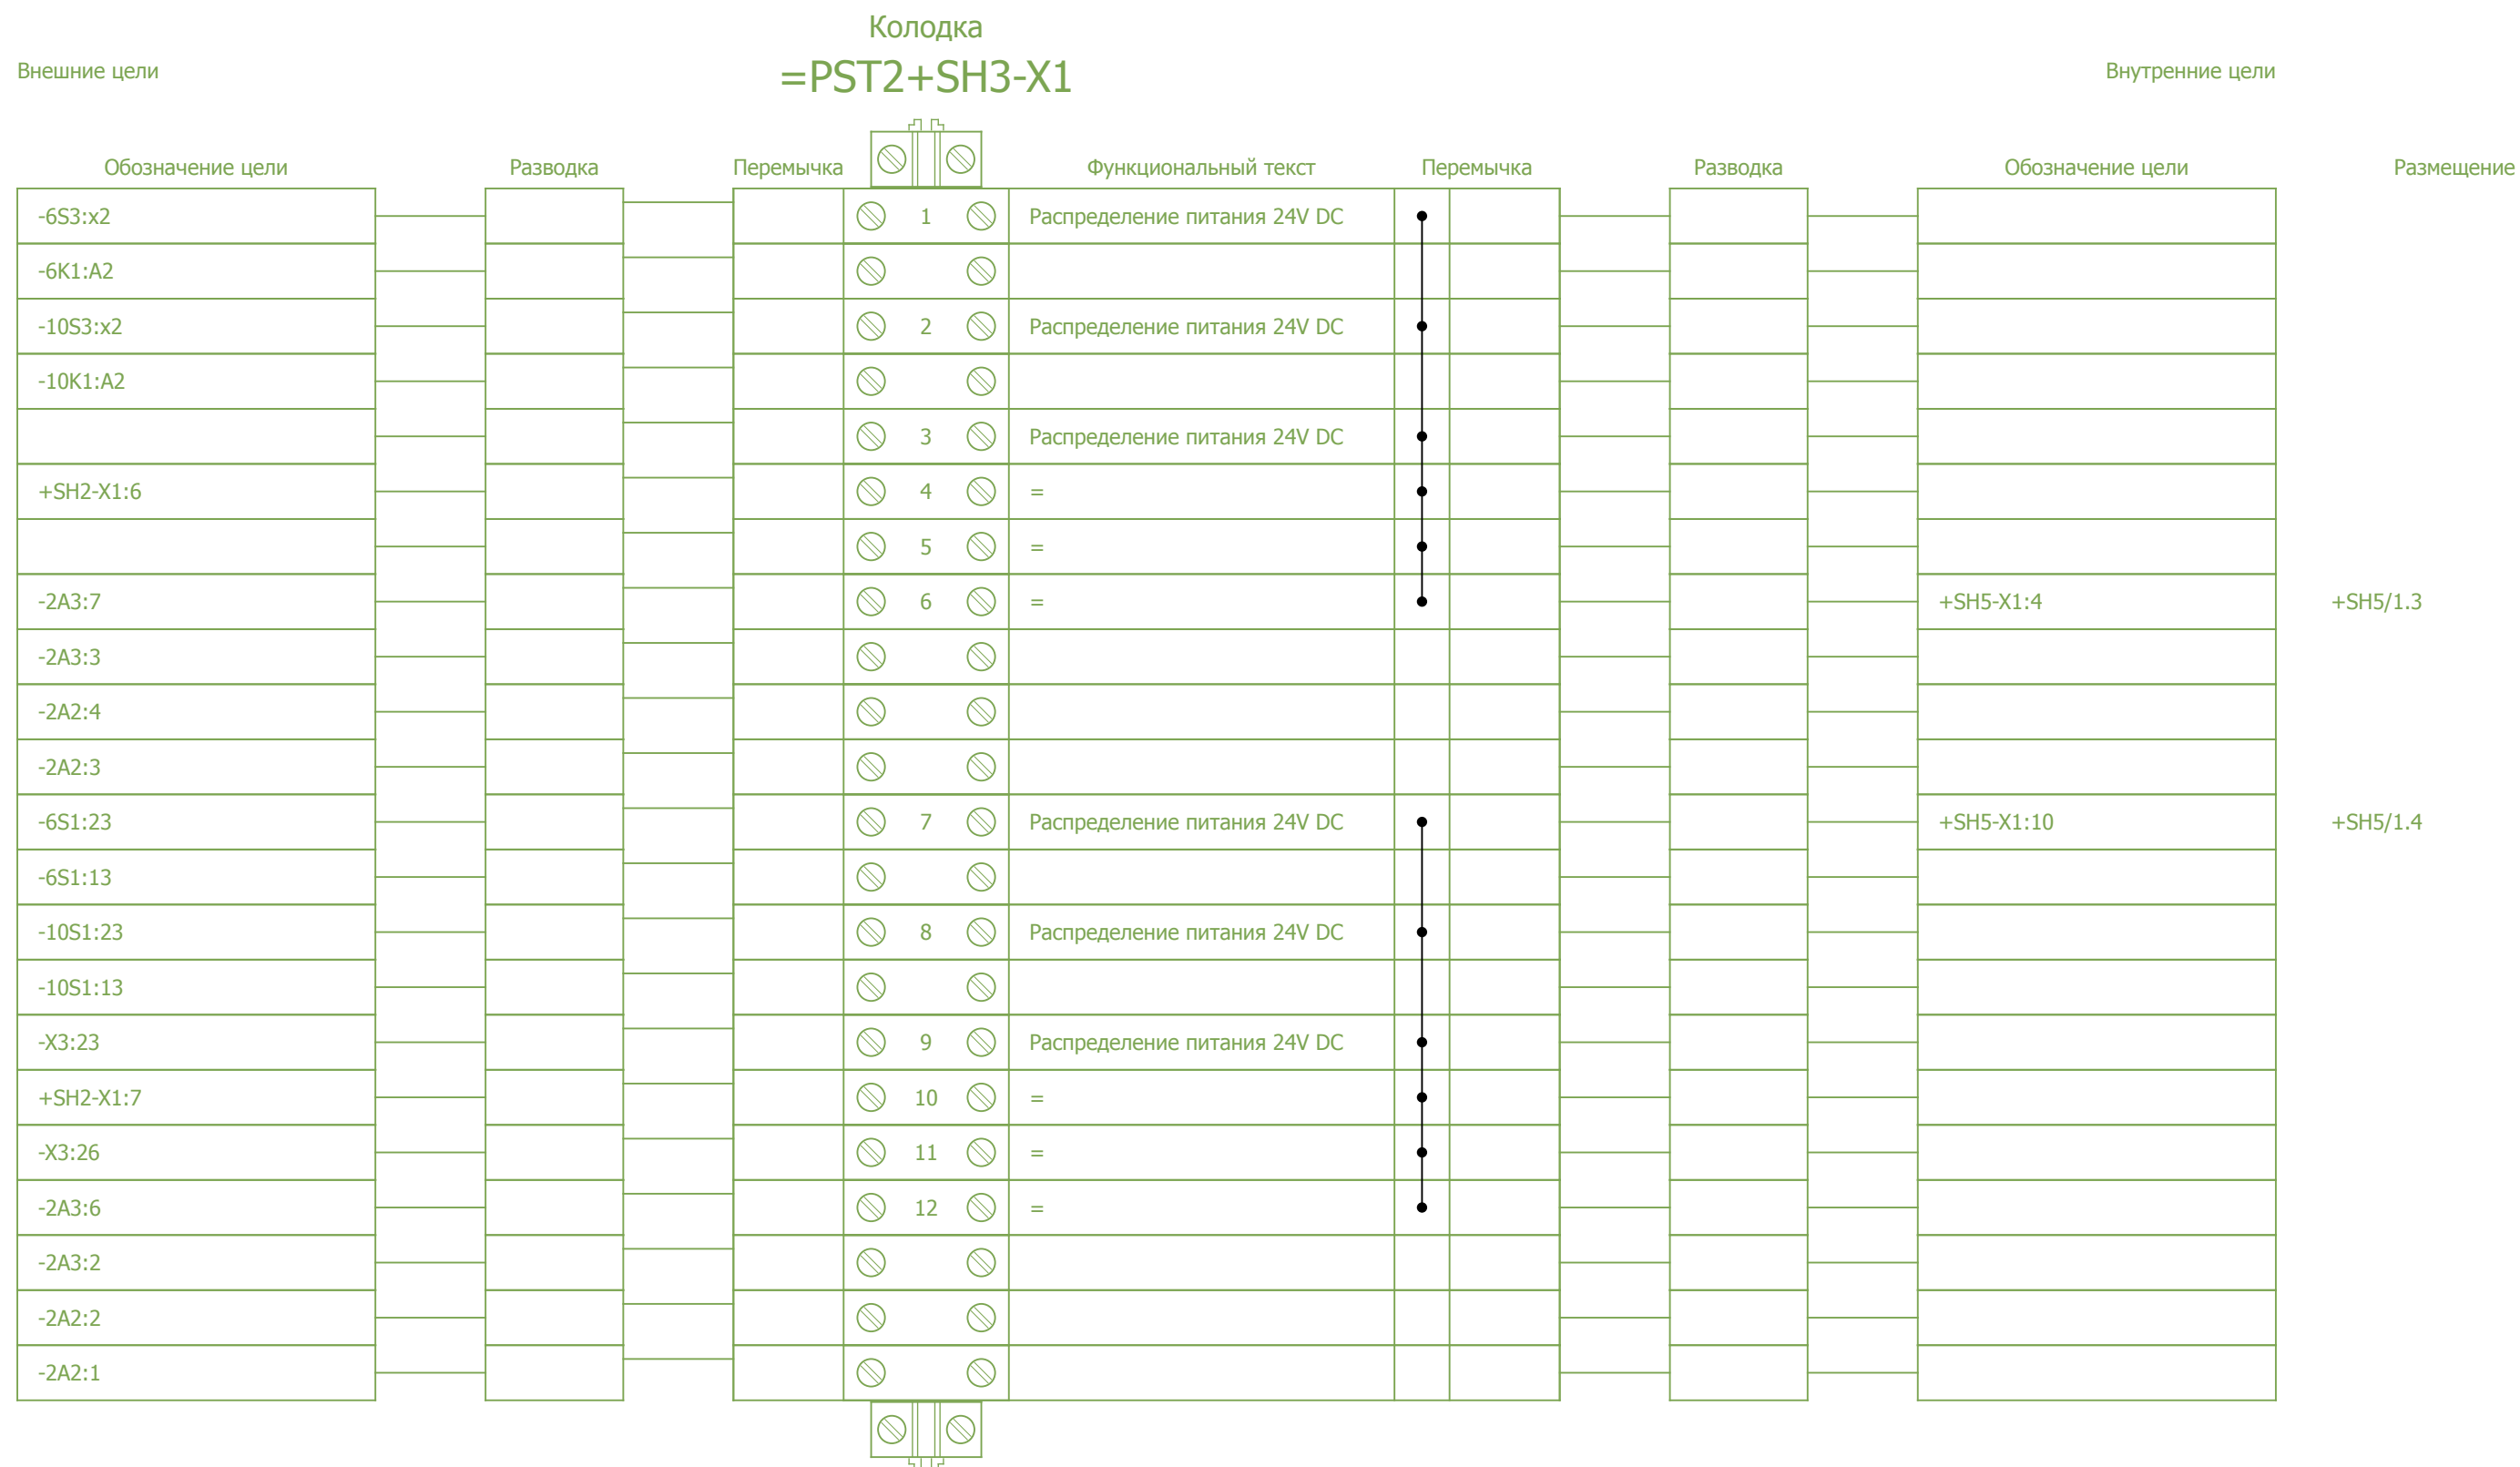 Колодка
Внешние цели =PST2+SH3-X1 Внутренние цели
Обозначение цели Разводка Перемычка Функциональный текст Перемычка Разводка Обозначение цели Размещение
-6S3:x2 1 Распределение питания 24V DC
-6K1:A2
-10S3:x2 2 Распределение питания 24V DC
-10K1:A2
3 Распределение питания 24V DC
+SH2-X1:6 4 =
5 =
-2A3:7 6 = +SH5-X1:4 +SH5/1.3
-2A3:3
-2A2:4
-2A2:3
-6S1:23 7 Распределение питания 24V DC +SH5-X1:10 +SH5/1.4
-6S1:13
-10S1:23 8 Распределение питания 24V DC
-10S1:13
-X3:23 9 Распределение питания 24V DC
+SH2-X1:7 10 =
-X3:26 11 =
-2A3:6 12 =
-2A3:2
-2A2:2
-2A2:1